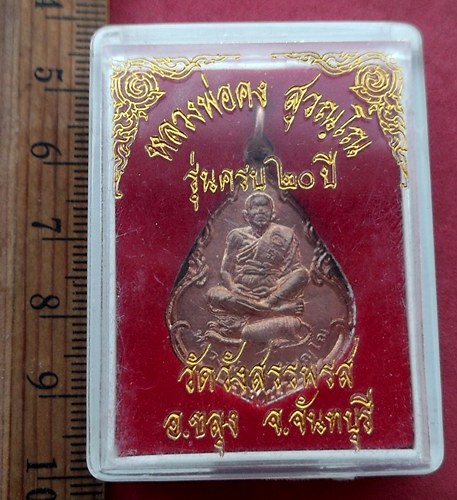 หลวงพ่อคง สุวณฺโณ
รุ่นครบ ๒๐ ปี
วัดวังสรรพรส
อ.ขลุง จ.จันทบุรี
5
6
7
8
9
10